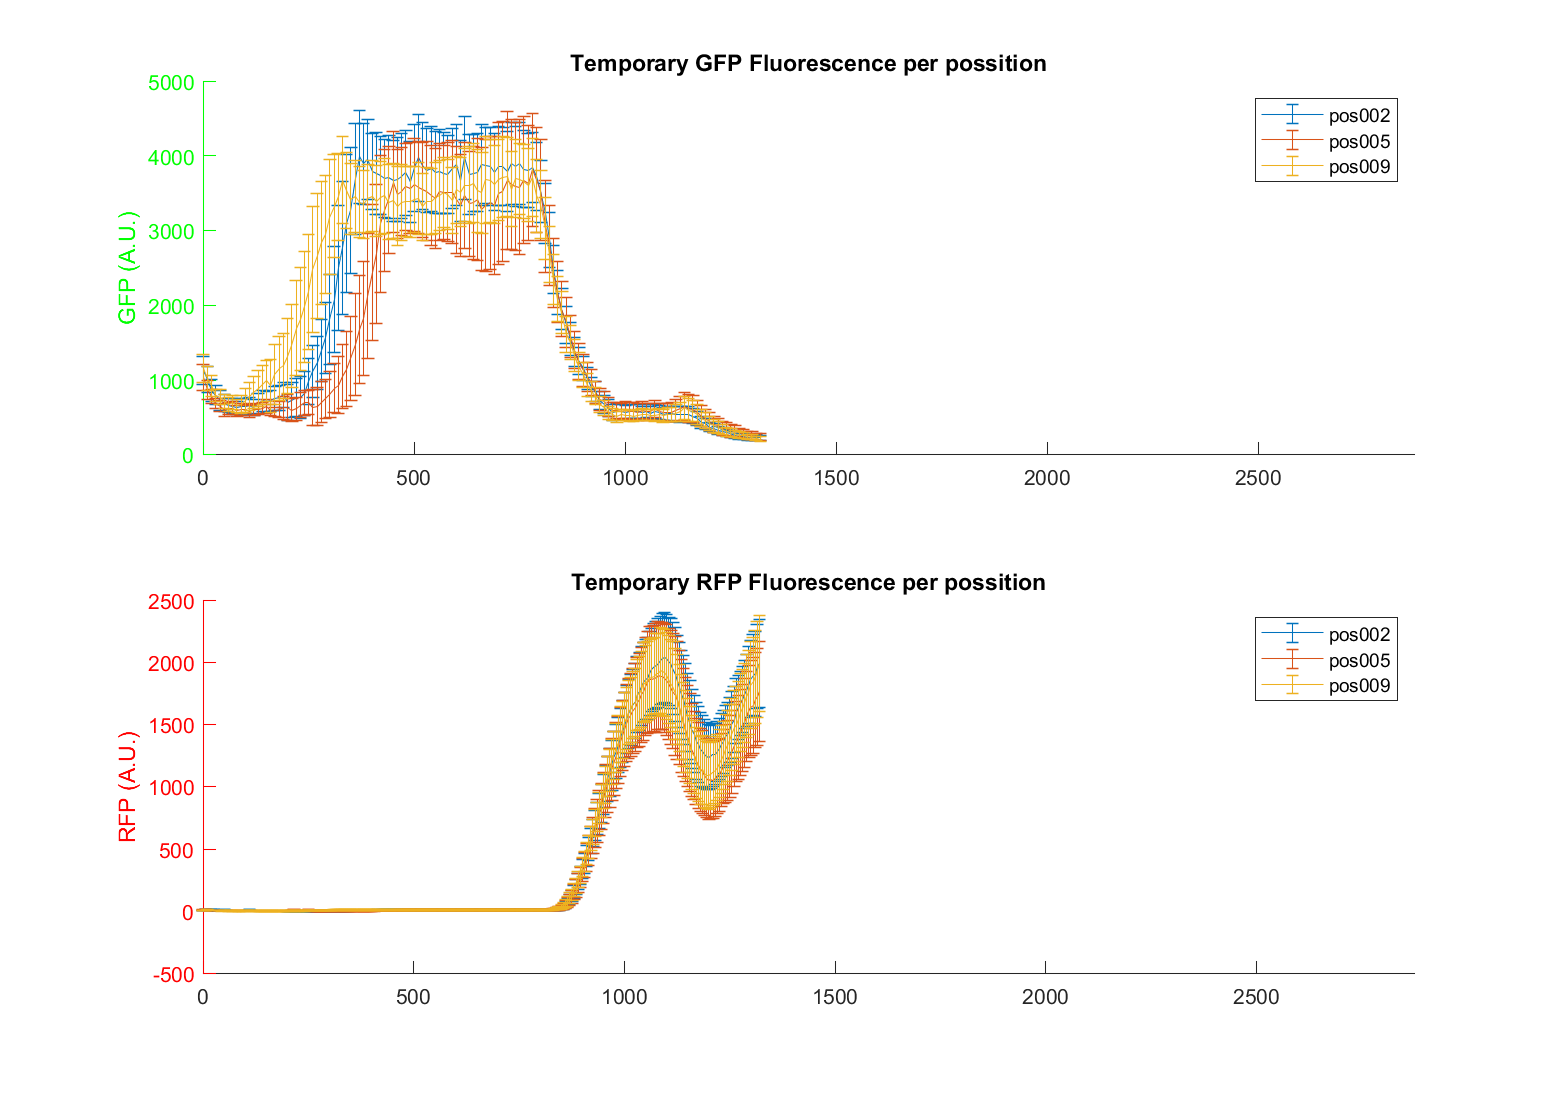 Temporary GFP Fluorescence per possition
5000
4000
3000
2000
1000
0
GFP (A.U.)
0 500 1000 1500 2000 2500
pos002
pos005
pos009
Temporary RFP Fluorescence per possition
2500
2000
1500
1000
500
0
-500
RFP (A.U.)
0 500 1000 1500 2000 2500
pos002
pos005
pos009